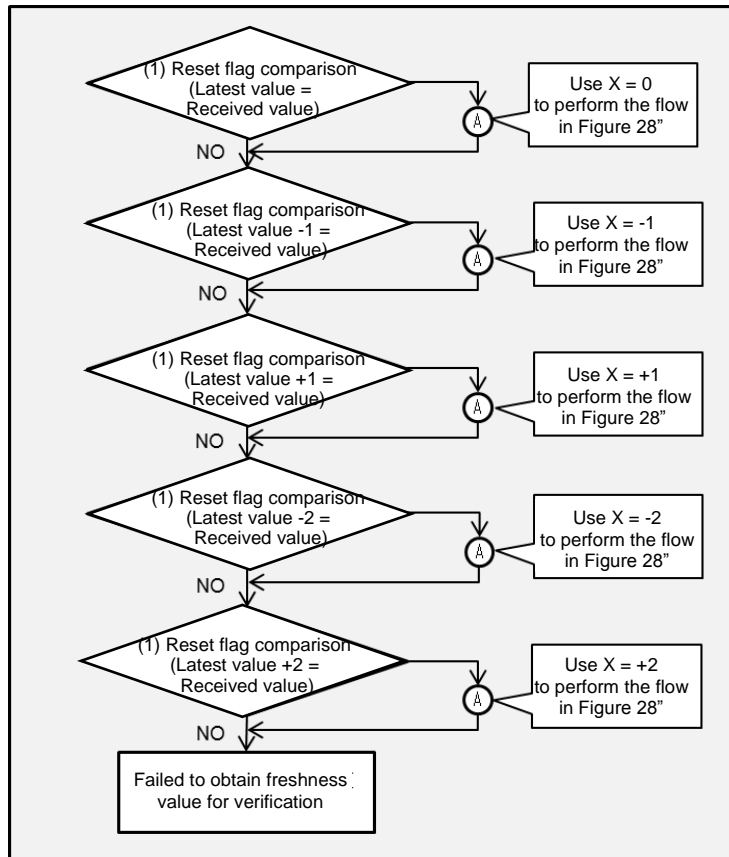 (1) Reset flag comparison
(Latest value =
Received value)
Use X = 0
to perform the flow
in Figure 28”
A
NO
(1) Reset flag comparison
(Latest value -1 =
Received value)
Use X = -1
to perform the flow
in Figure 28”
A
NO
(1) Reset flag comparison
(Latest value +1 =
Received value)
Use X = +1
to perform the flow
in Figure 28”
A
NO
(1) Reset flag comparison
(Latest value -2 =
Received value)
Use X = -2
to perform the flow
in Figure 28”
A
NO
(1) Reset flag comparison
(Latest value +2 =
Received value)
Use X = +2
to perform the flow
in Figure 28”
A
NO
Failed to obtain freshness
value for verification